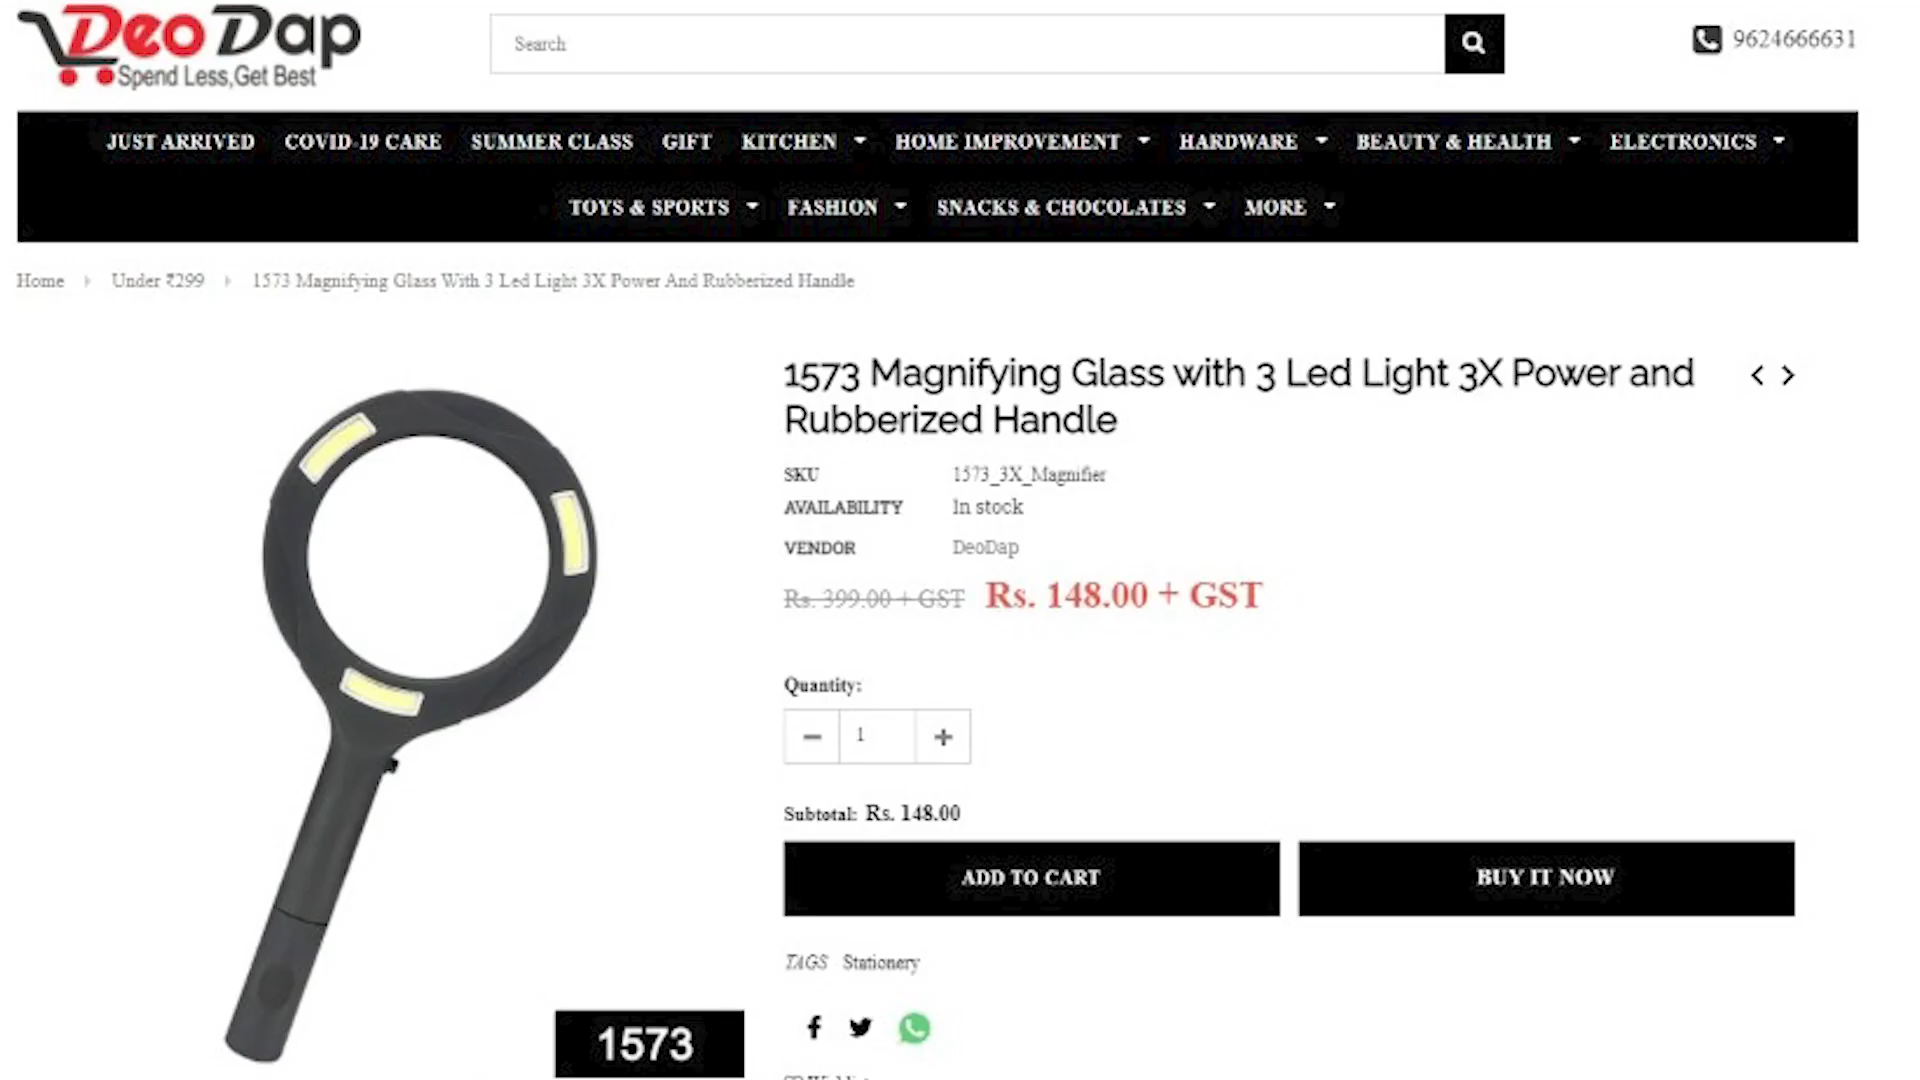 DeoDap
Spend Less,Get Best
Search
9624666631
JUST ARRIVED COVID-19 CARE SUMMER CLASS GIFT KITCHEN HOME IMPROVEMENT HARDWARE BEAUTY & HEALTH ELECTRONICS
TOYS & SPORTS FASHION SNACKS & CHOCOLATES MORE
Home Under ₹299 1573 Magnifying Glass With 3 Led Light 3X Power And Rubberized Handle
1573 Magnifying Glass with 3 Led Light 3X Power and
Rubberized Handle
SKU 1573_3X_Magnifier
AVAILABILITY In stock
VENDOR DeoDap
Rs. 399.00 + GST Rs. 148.00 + GST
Quantity:
1
Subtotal: Rs. 148.00
ADD TO CART BUY IT NOW
TAGS Stationery
1573